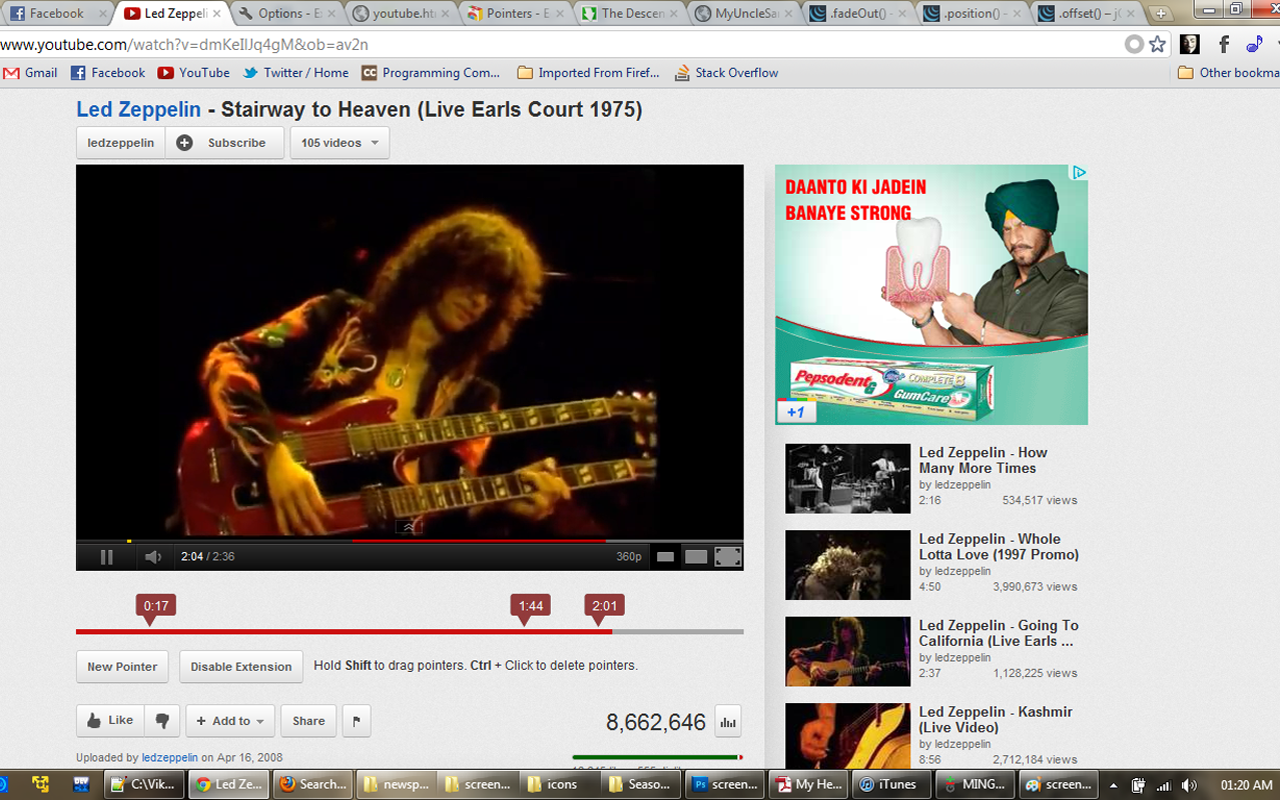 Facebook
Led Zeppeli
Options - E
youtube.ht
Pointers - E
The Descen
MyUncleSa
.fadeOut() -
.position() -
.offset() – j
www.youtube.com/watch?v=dmKeIlJq4gM&ob=av2n
Gmail
Facebook
YouTube
Twitter / Home
CC
Programming Com...
Imported From Firef...
Stack Overflow
Other bookma
Led Zeppelin - Stairway to Heaven (Live Earls Court 1975)
ledzeppelin
Subscribe
105 videos
2:04 / 2:36
360p
0:17
1:44
2:01
New Pointer
Disable Extension
Hold Shift to drag pointers. Ctrl + Click to delete pointers.
Like
+ Add to
Share
8,662,646
Uploaded by ledzeppelin on Apr 16, 2008
DAANTO KI JADEIN
BANAYE STRONG
Pepsodent G
COMPLETE 8
GumCare
+1
Led Zeppelin - How
Many More Times
by ledzeppelin
2:16
534,517 views
Led Zeppelin - Whole
Lotta Love (1997 Promo)
by ledzeppelin
4:50
3,990,673 views
Led Zeppelin - Going To
California (Live Earls ...
by ledzeppelin
2:37
1,128,225 views
Led Zeppelin - Kashmir
(Live Video)
by ledzeppelin
8:56
2,712,184 views
C:\Vik...
Led Ze...
Search...
newsp...
screen...
icons
Seaso...
Ps
screen...
My He...
iTunes
MING...
screen...
01:20 AM